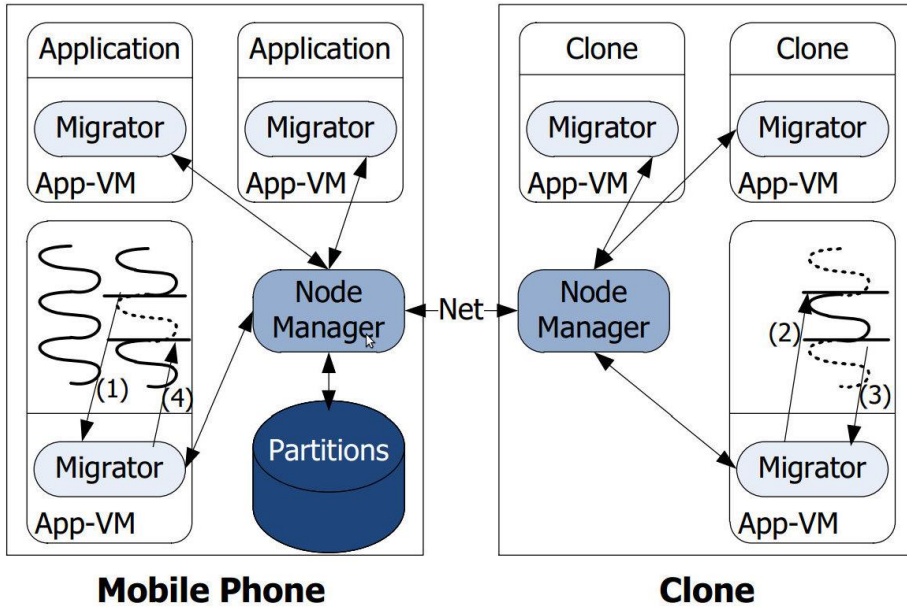 Application
Application
Clone
Clone
Migrator
Migrator
Migrator
Migrator
App-VM
App-VM
App-VM
App-VM
Node
Manager
Net
Node
Manager
(1)
(4)
(2)
(3)
Partitions
Migrator
Migrator
App-VM
App-VM
Mobile Phone
Clone